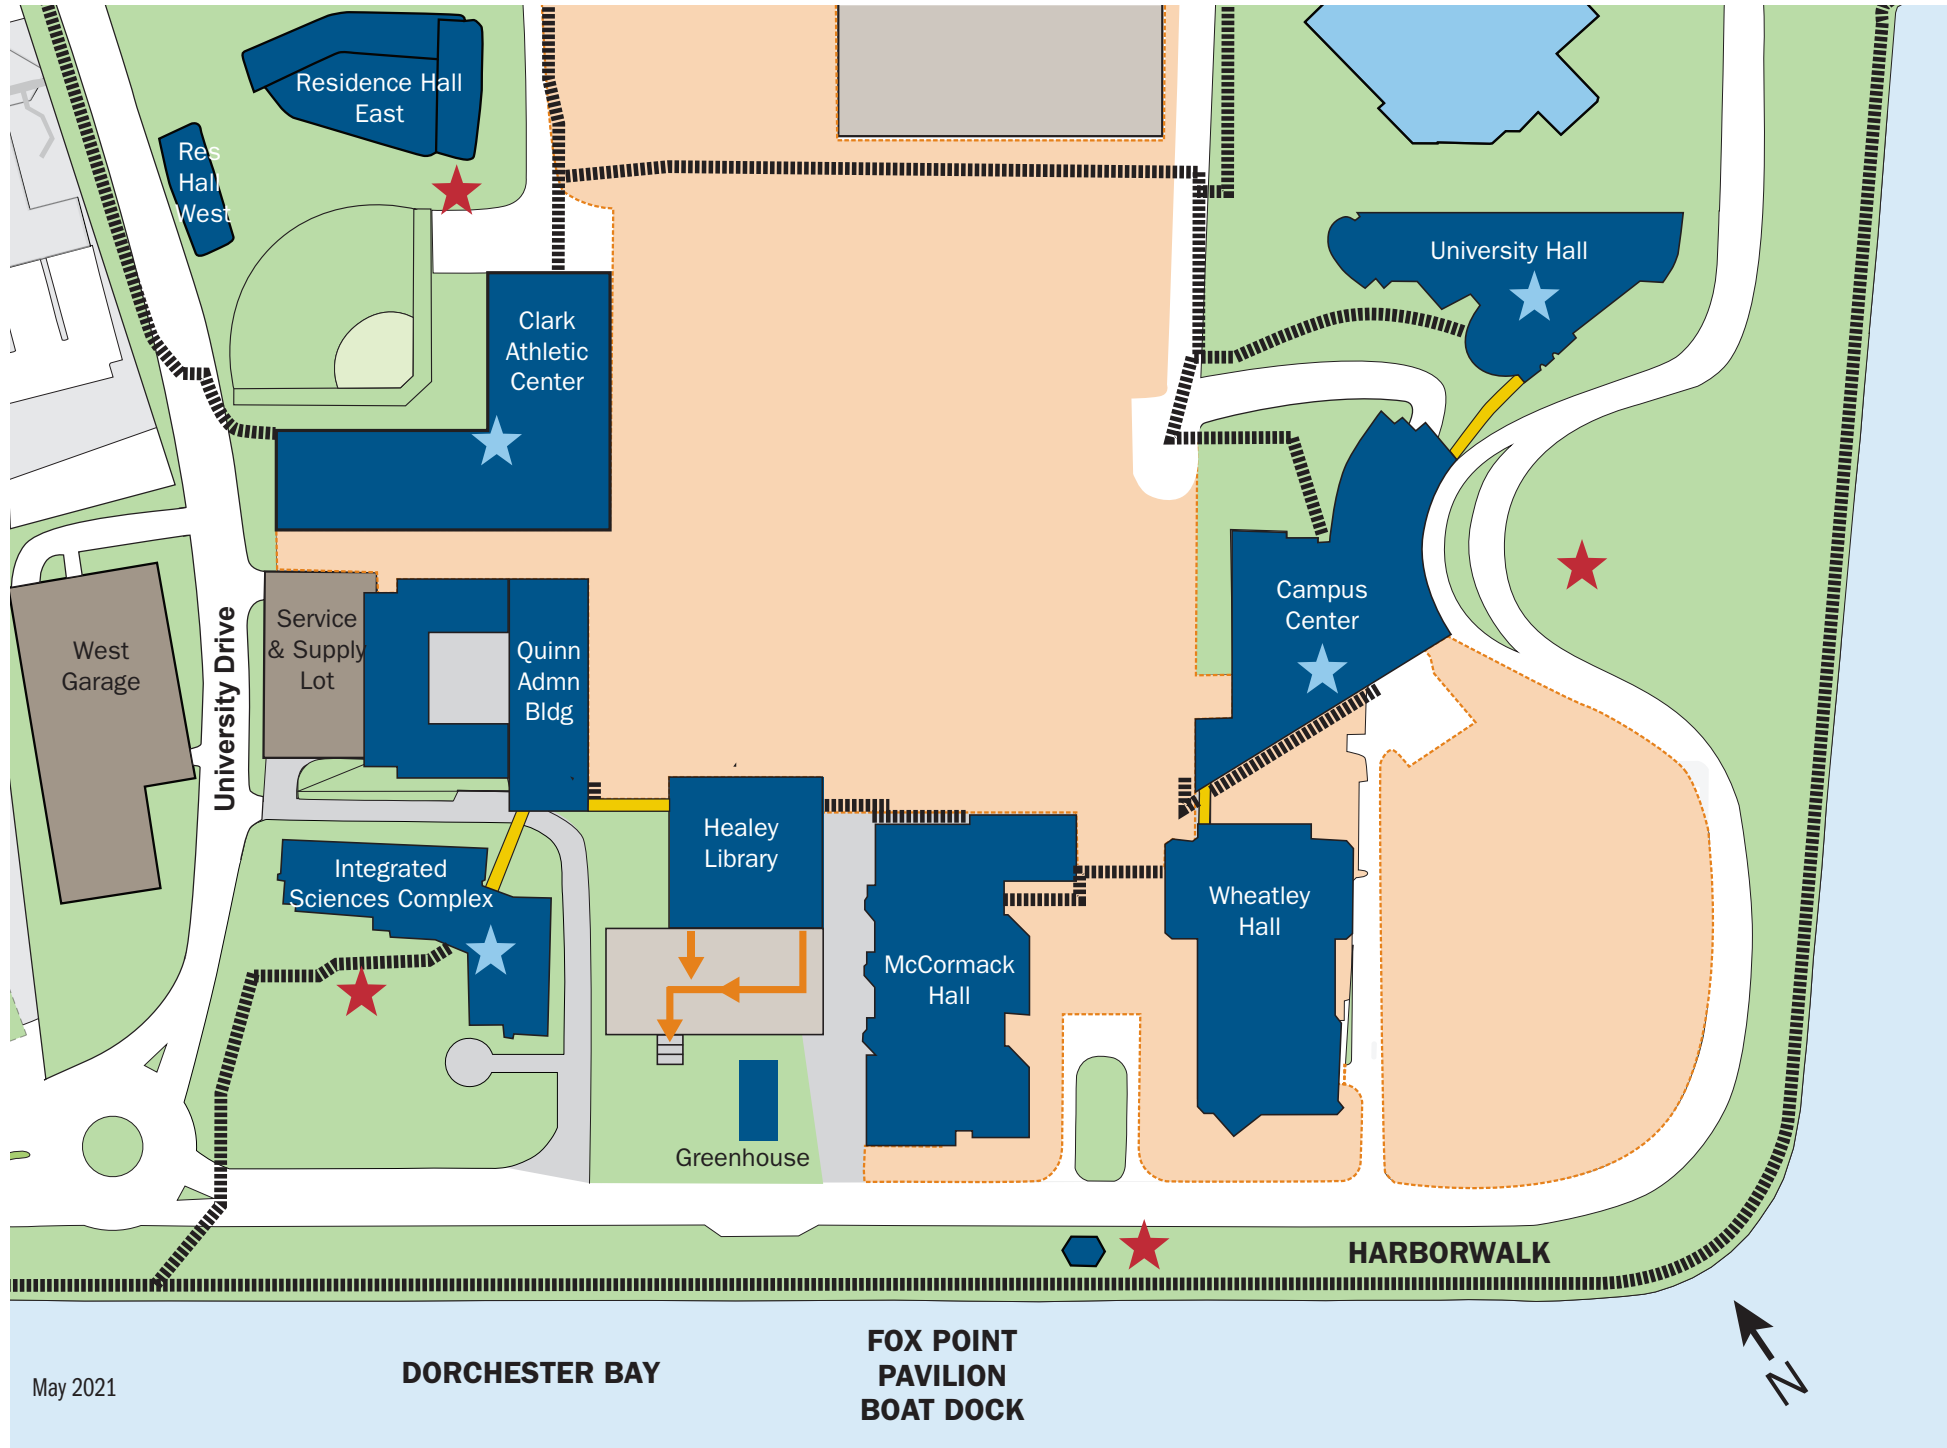 Residence Hall
East
Res
Hall
West
University Hall
Clark
Athletic
Center
Campus
Center
University Drive
Service
& Supply
Lot
West
Garage
Quinn
Admn
Bldg
Healey
Library
Integrated
Sciences Complex
Wheatley
Hall
McCormack
Hall
Greenhouse
HARBORWALK
FOX POINT
PAVILION
BOAT DOCK
DORCHESTER BAY
May 2021
N